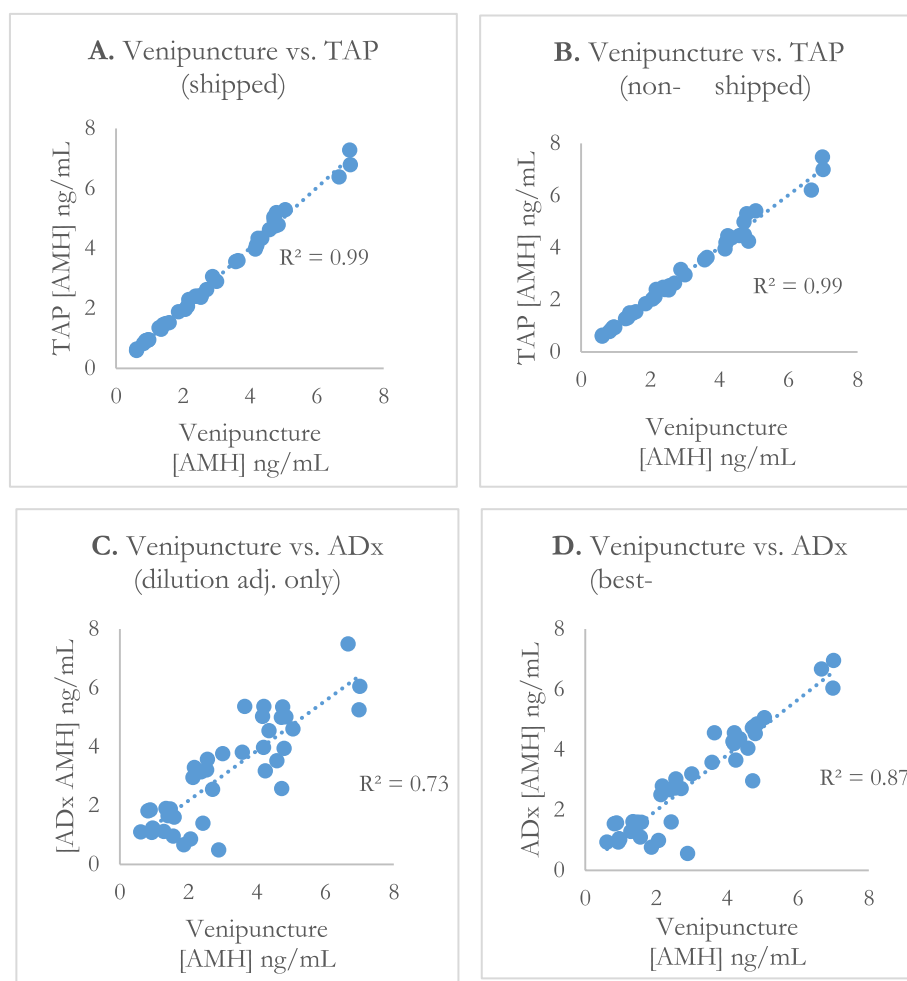 A. Venipuncture vs. TAP
(shipped)
8
6
4
2
0
TAP [AMH] ng/mL
R² = 0.99
0 2 4 6 8
Venipuncture
[AMH] ng/mL
B. Venipuncture vs. TAP
(non- shipped)
8
6
4
2
0
TAP [AMH] ng/mL
R² = 0.99
0 2 4 6 8
Venipuncture
[AMH] ng/mL
C. Venipuncture vs. ADx
(dilution adj. only)
8
6
4
2
0
[ADx AMH] ng/mL
R² = 0.73
0 2 4 6 8
Venipuncture
[AMH] ng/mL
D. Venipuncture vs. ADx
(best-
8
6
4
2
0
ADx [AMH] ng/mL
R² = 0.87
0 2 4 6 8
Venipuncture
[AMH] ng/mL